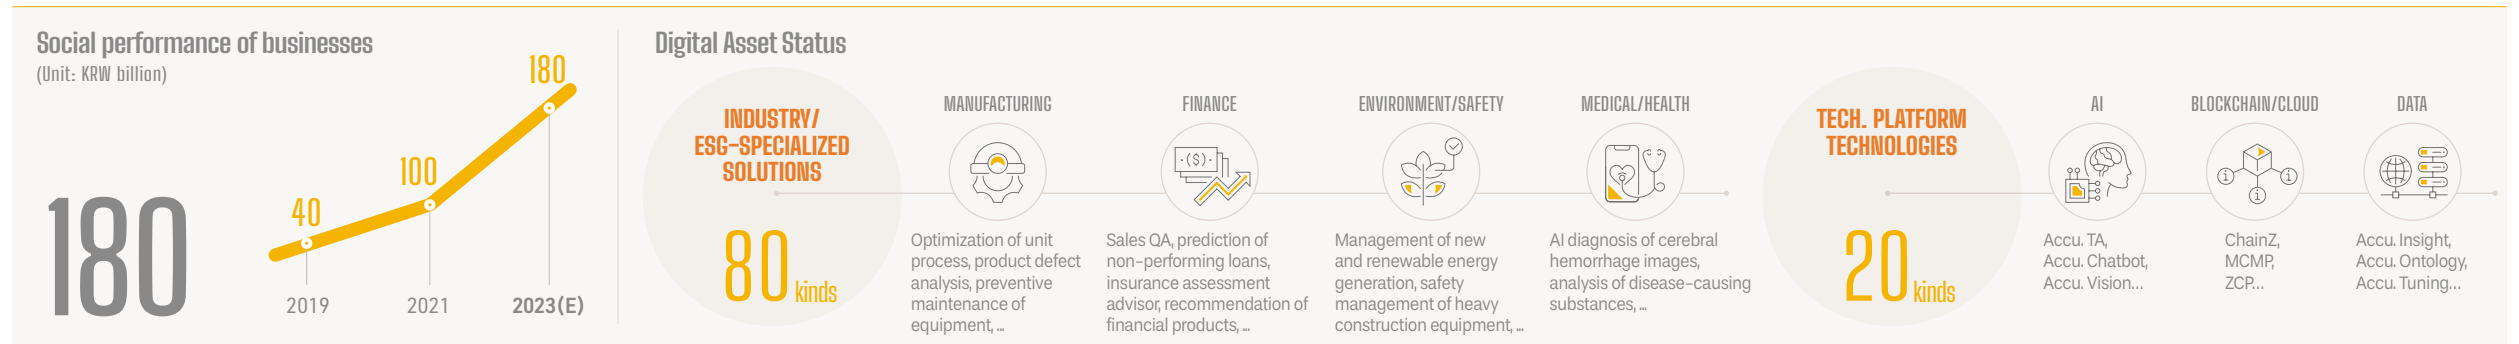 Social performance of businesses
(Unit: KRW billion)
180
40
100
180
2019
2021
2023(E)
Digital Asset Status
INDUSTRY/
ESG-SPECIALIZED
SOLUTIONS
80 kinds
MANUFACTURING
Optimization of unit
process, product defect
analysis, preventive
maintenance of
equipment, ...
FINANCE
($)
Sales QA, prediction of
non-performing loans,
insurance assessment
advisor, recommendation of
financial products, ...
ENVIRONMENT/SAFETY
Management of new
and renewable energy
generation, safety
management of heavy
construction equipment, ...
MEDICAL/HEALTH
AI diagnosis of cerebral
hemorrhage images,
analysis of disease-causing
substances, ...
TECH. PLATFORM
TECHNOLOGIES
20 kinds
AI
Accu. TA,
Accu. Chatbot,
Accu. Vision...
BLOCKCHAIN/CLOUD
i
i
i
ChainZ,
MCMP,
ZCP...
DATA
Accu. Insight,
Accu. Ontology,
Accu. Tuning...